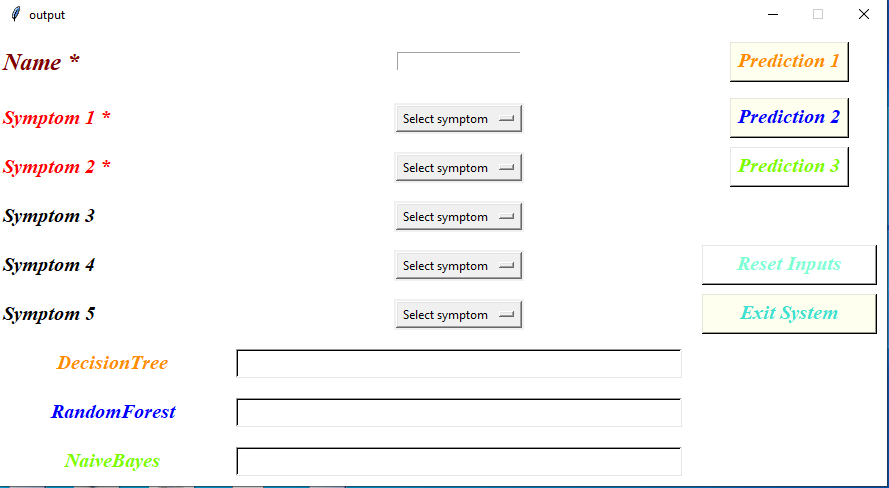 output
Name *
Prediction 1
Symptom 1 *
Select symptom
Prediction 2
Symptom 2 *
Select symptom
Prediction 3
Symptom 3
Select symptom
Symptom 4
Select symptom
Reset Inputs
Symptom 5
Select symptom
Exit System
DecisionTree
RandomForest
NaiveBayes